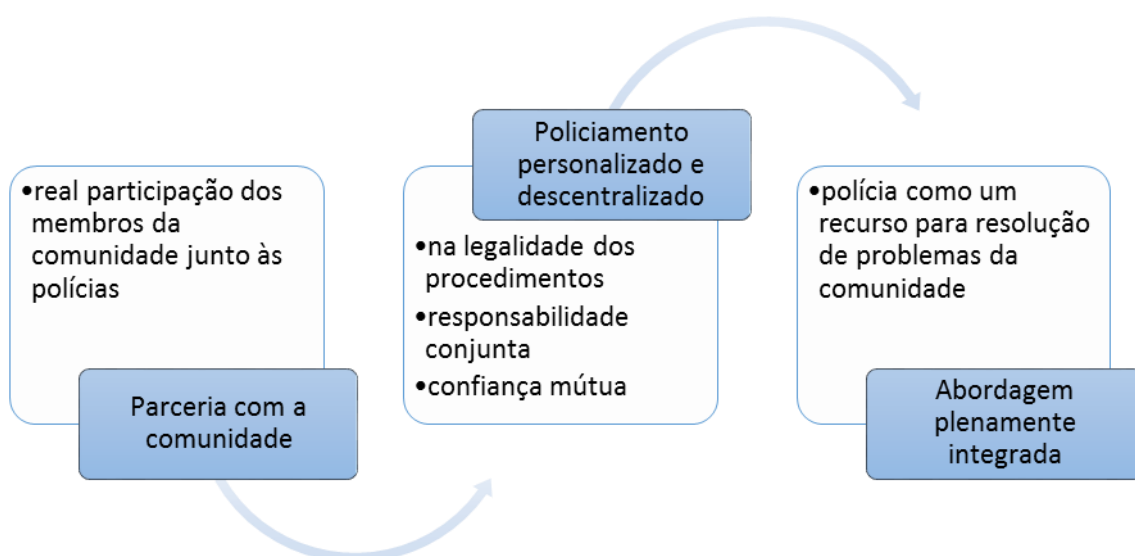 •real participação dos
membros da
comunidade junto às
polícias
Parceria com a
comunidade
Policiamento
personalizado e
descentralizado
•na legalidade dos
procedimentos
•responsabilidade
conjunta
•confiança mútua
•polícia como um
recurso para resolução
de problemas da
comunidade
Abordagem
plenamente
integrada